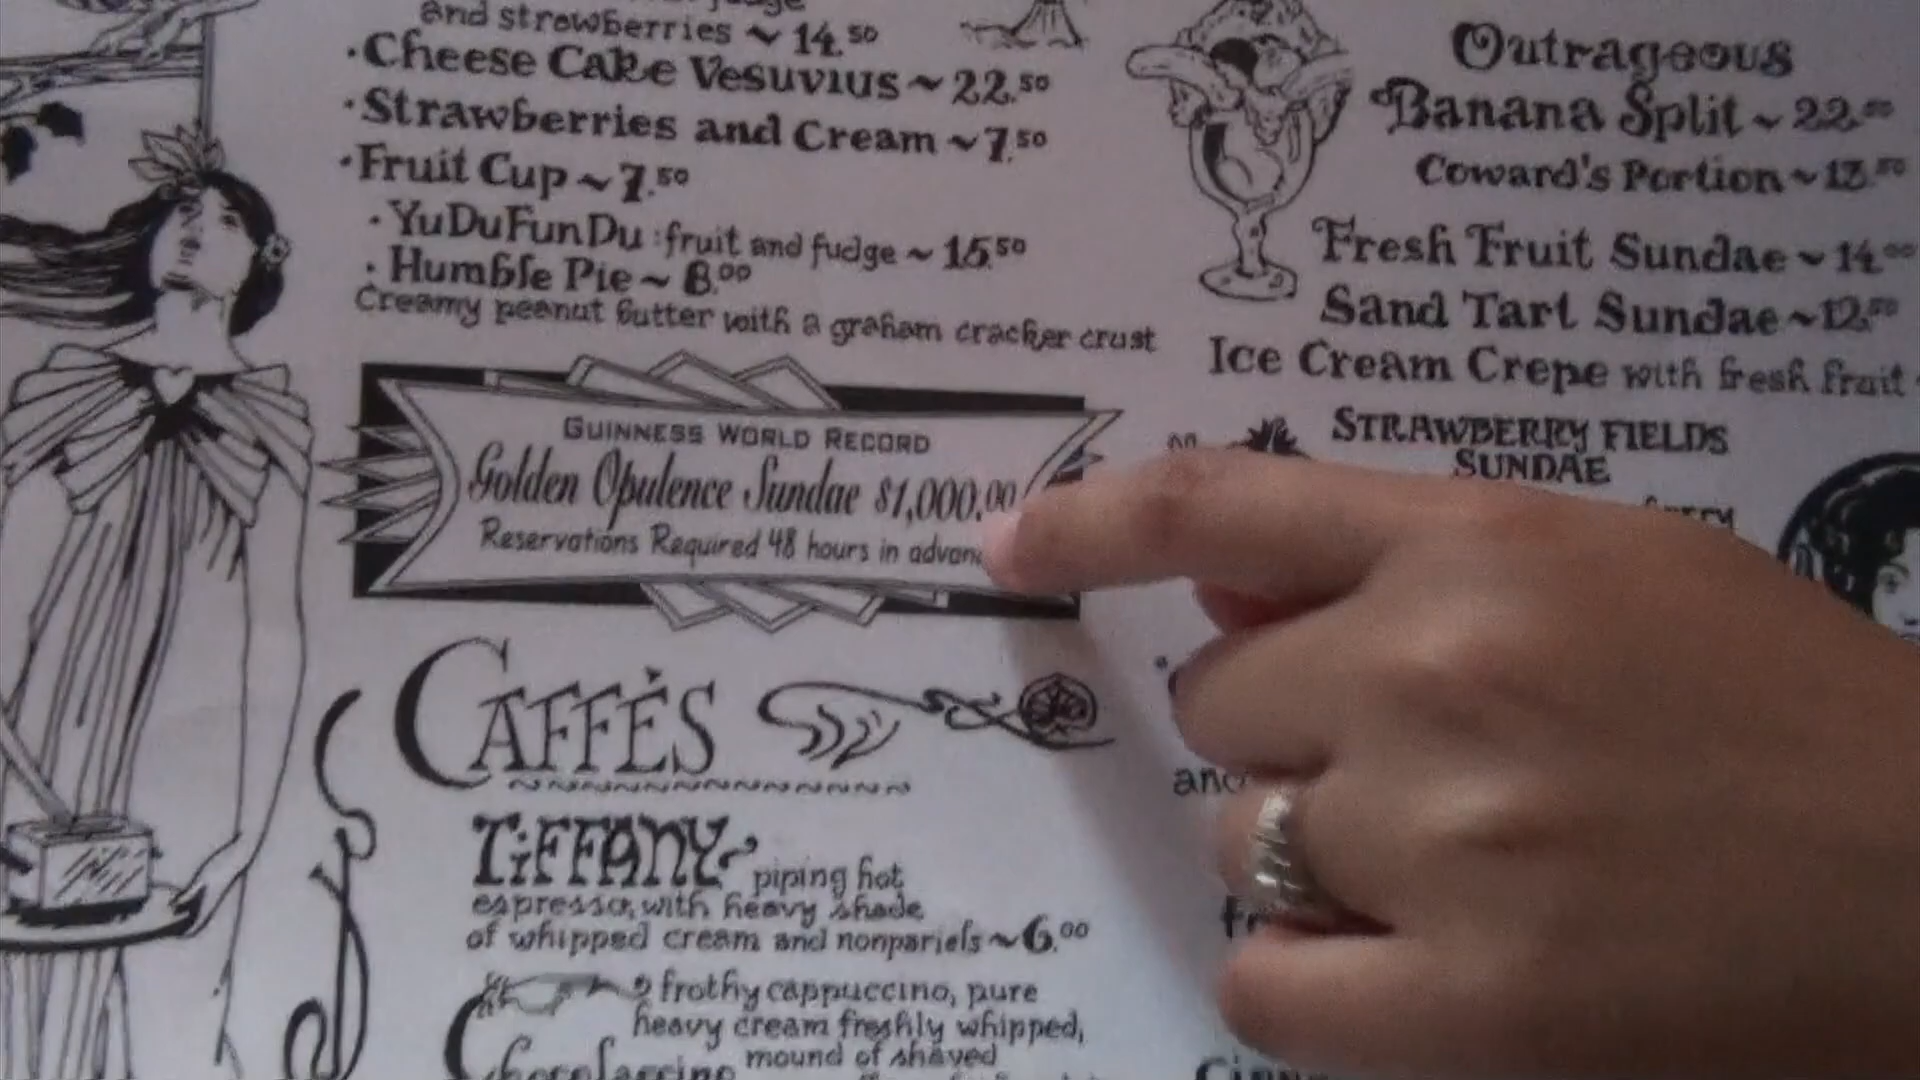 and strawberries ~ 14.50
·Cheese Cake Vesuvius ~ 22.50
·Strawberries and Cream ~ 7.50
·Fruit Cup ~ 7.50
·YuDuFunDu : fruit and fudge ~ 15.50
·Humble Pie ~ 8.00
Creamy peanut butter with a graham cracker crust
GUINNESS WORLD RECORD
Golden Opulence Sundae $1,000.00
Reservations Required 48 hours in
CAFFÉS
TiFFANY piping hot
espresso, with heavy shade
of whipped cream and nonpariels ~ 6.00
frothy cappuccino, pure
heavy cream freshly whipped,
mound of shaved
Outrageous
Banana Split ~ 22.50
Coward's Portion ~ 13.50
Fresh Fruit Sundae ~ 14.00
Sand Tart Sundae ~ 12.50
Ice Cream Crepe with fresh fruit
STRAWBERRY FIELDS
SUNDAE
and